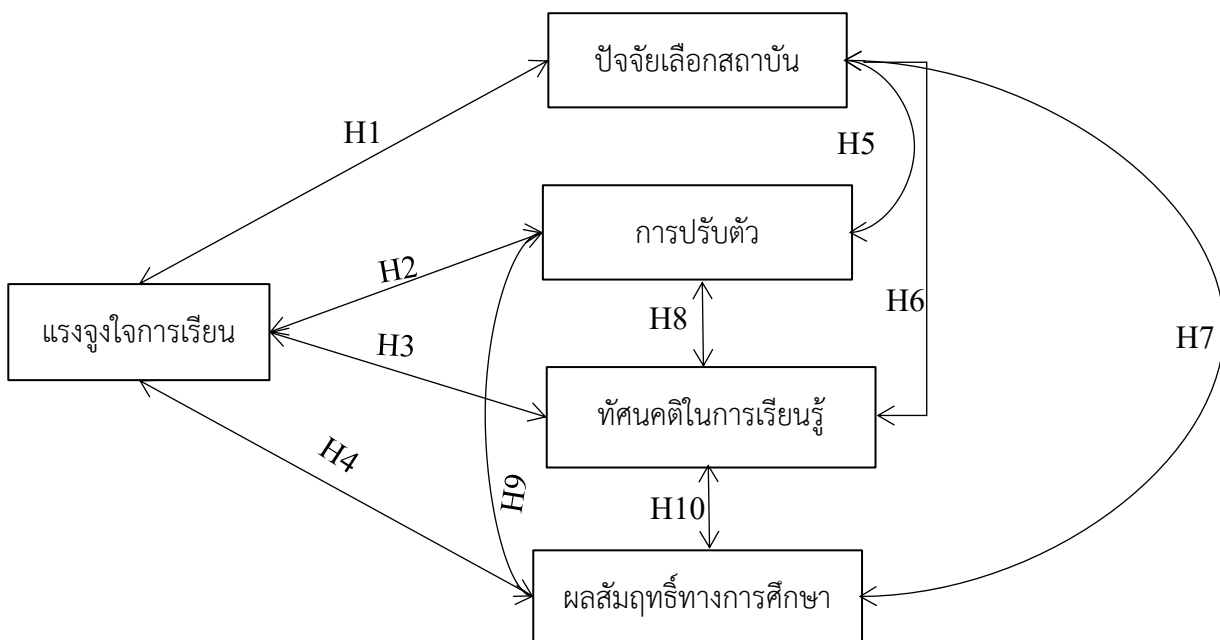 ปัจจัยเลือกสถาบัน
H1
H5
การปรับตัว
H2
H6
H8
H7
แรงจูงใจการเรียน
H3
ทัศนคติในการเรียนรู้
H4
H9
H10
ผลสัมฤทธิ์ทางการศึกษา